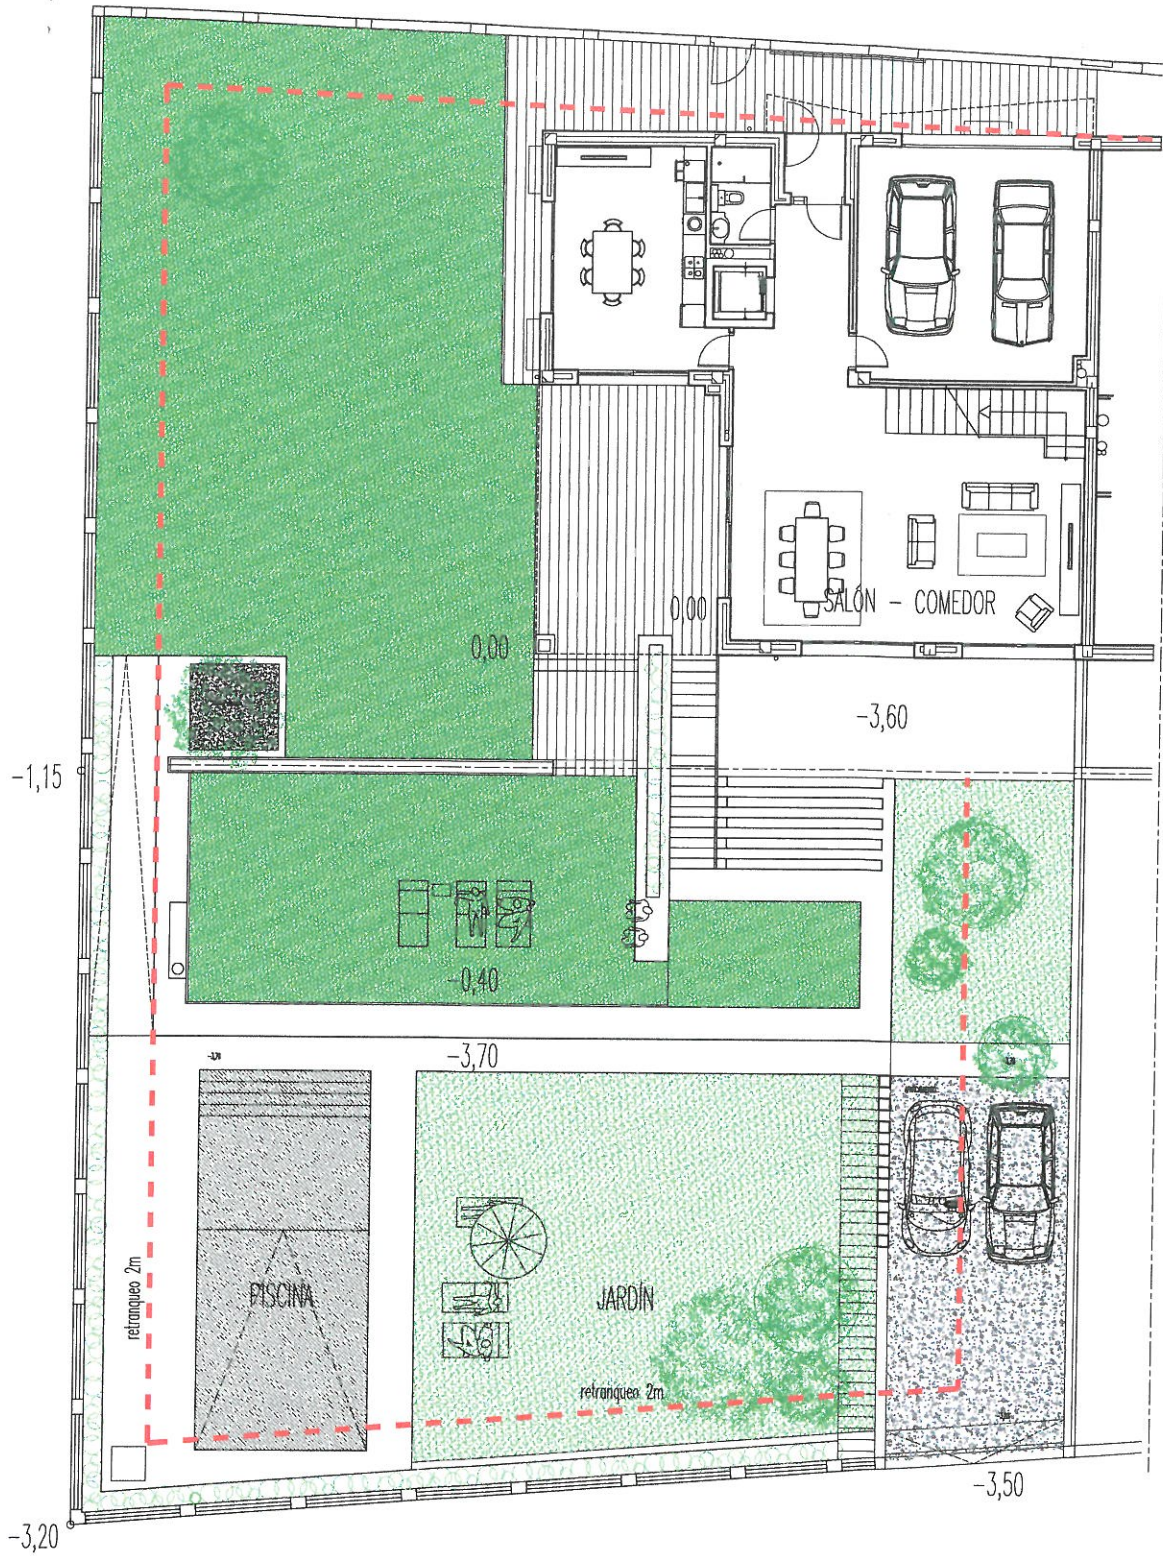 0,00
SALÓN - COMEDOR
0,00
-3,60
-1,15
-0,40
-3,70
retranqueo 2m
PISCINA
JARDÍN
retranqueo 2m
-3,50
-3,20